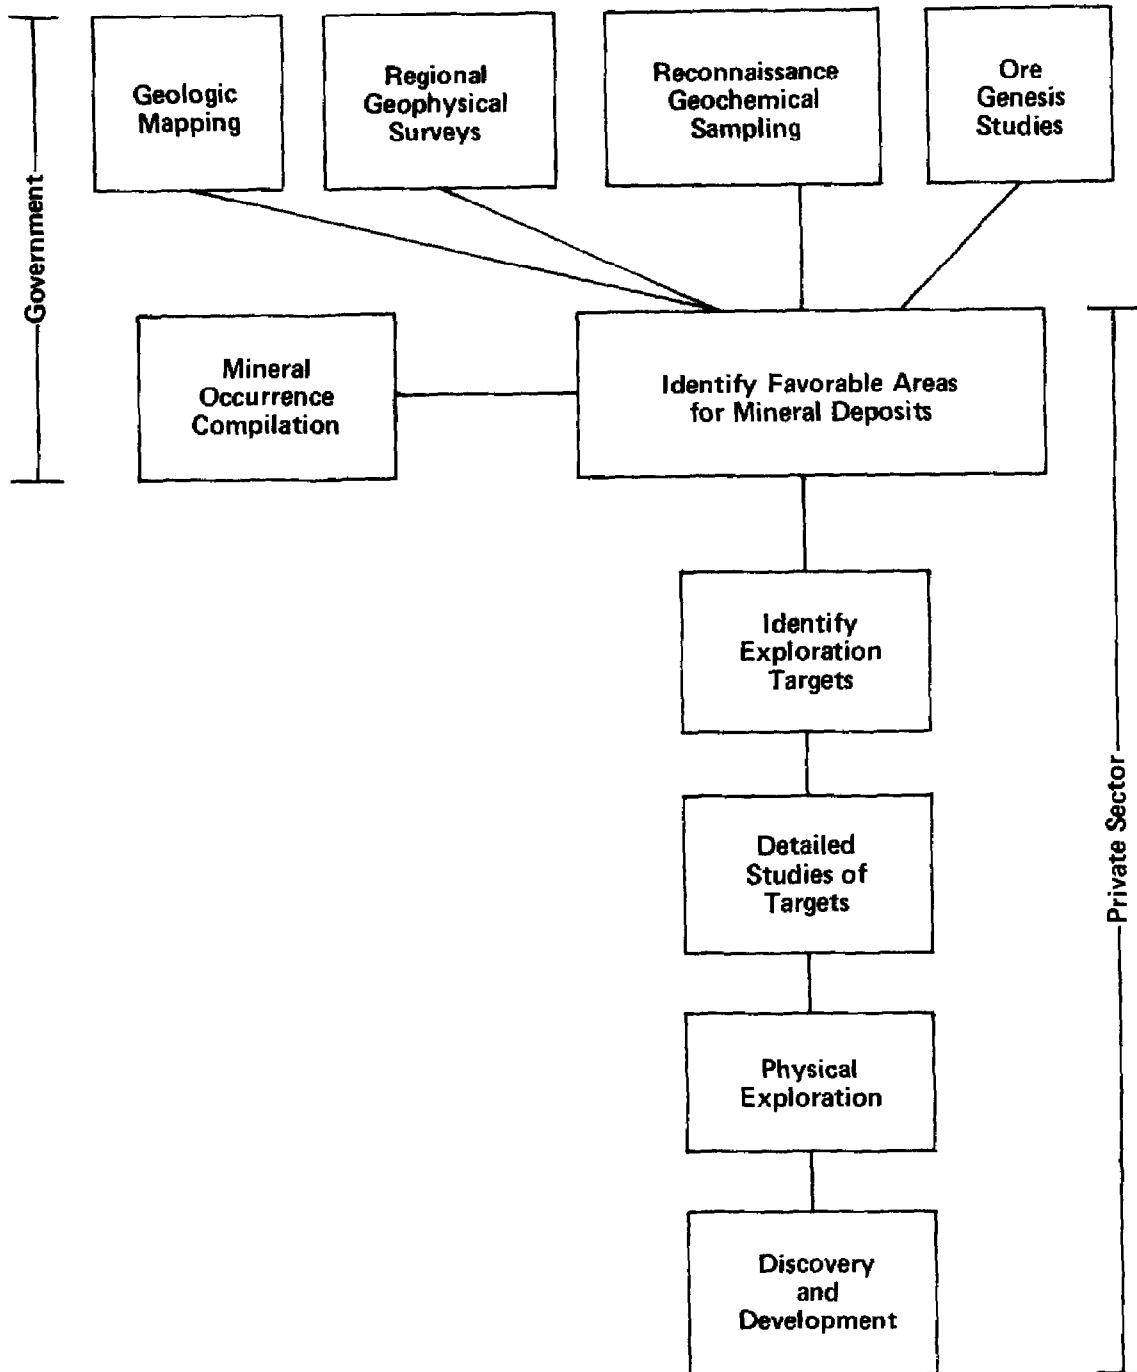 Geologic
Mapping
Regional
Geophysical
Surveys
Reconnaissance
Geochemical
Sampling
Ore
Genesis
Studies
Government
Mineral
Occurrence
Compilation
Identify Favorable Areas
for Mineral Deposits
Identify
Exploration
Targets
Detailed
Studies of
Targets
Private Sector
Physical
Exploration
Discovery
and
Development